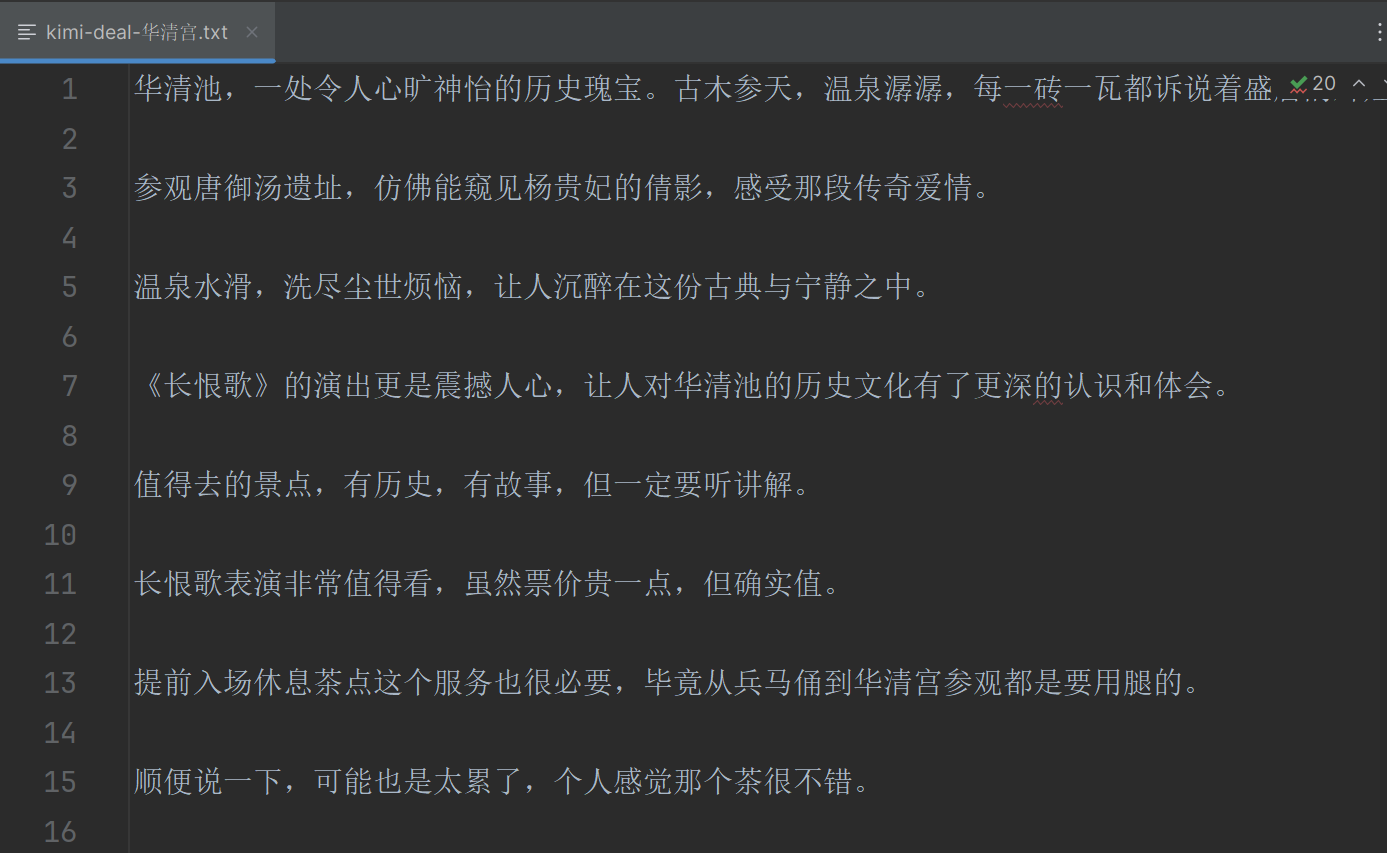 kimi-deal-华清宫.txt
1 华清池，一处令人心旷神怡的历史瑰宝。古木参天，温泉潺潺，每一砖一瓦都诉说着盛
20
2
3 参观唐御汤遗址，仿佛能窥见杨贵妃的倩影，感受那段传奇爱情。
4
5 温泉水滑，洗尽尘世烦恼，让人沉醉在这份古典与宁静之中。
6
7 《长恨歌》的演出更是震撼人心，让人对华清池的历史文化有了更深的认识和体会。
8
9 值得去的景点，有历史，有故事，但一定要听讲解。
10
11 长恨歌表演非常值得看，虽然票价贵一点，但确实值。
12
13 提前入场休息茶点这个服务也很必要，毕竟从兵马俑到华清宫参观都是要用腿的。
14
15 顺便说一下，可能也是太累了，个人感觉那个茶很不错。
16